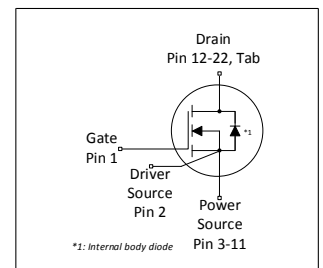 Drain
Pin 12-22, Tab
*1
Gate
Pin 1
Driver
Source
Pin 2
Power
Source
Pin 3-11
*1: Internal body diode